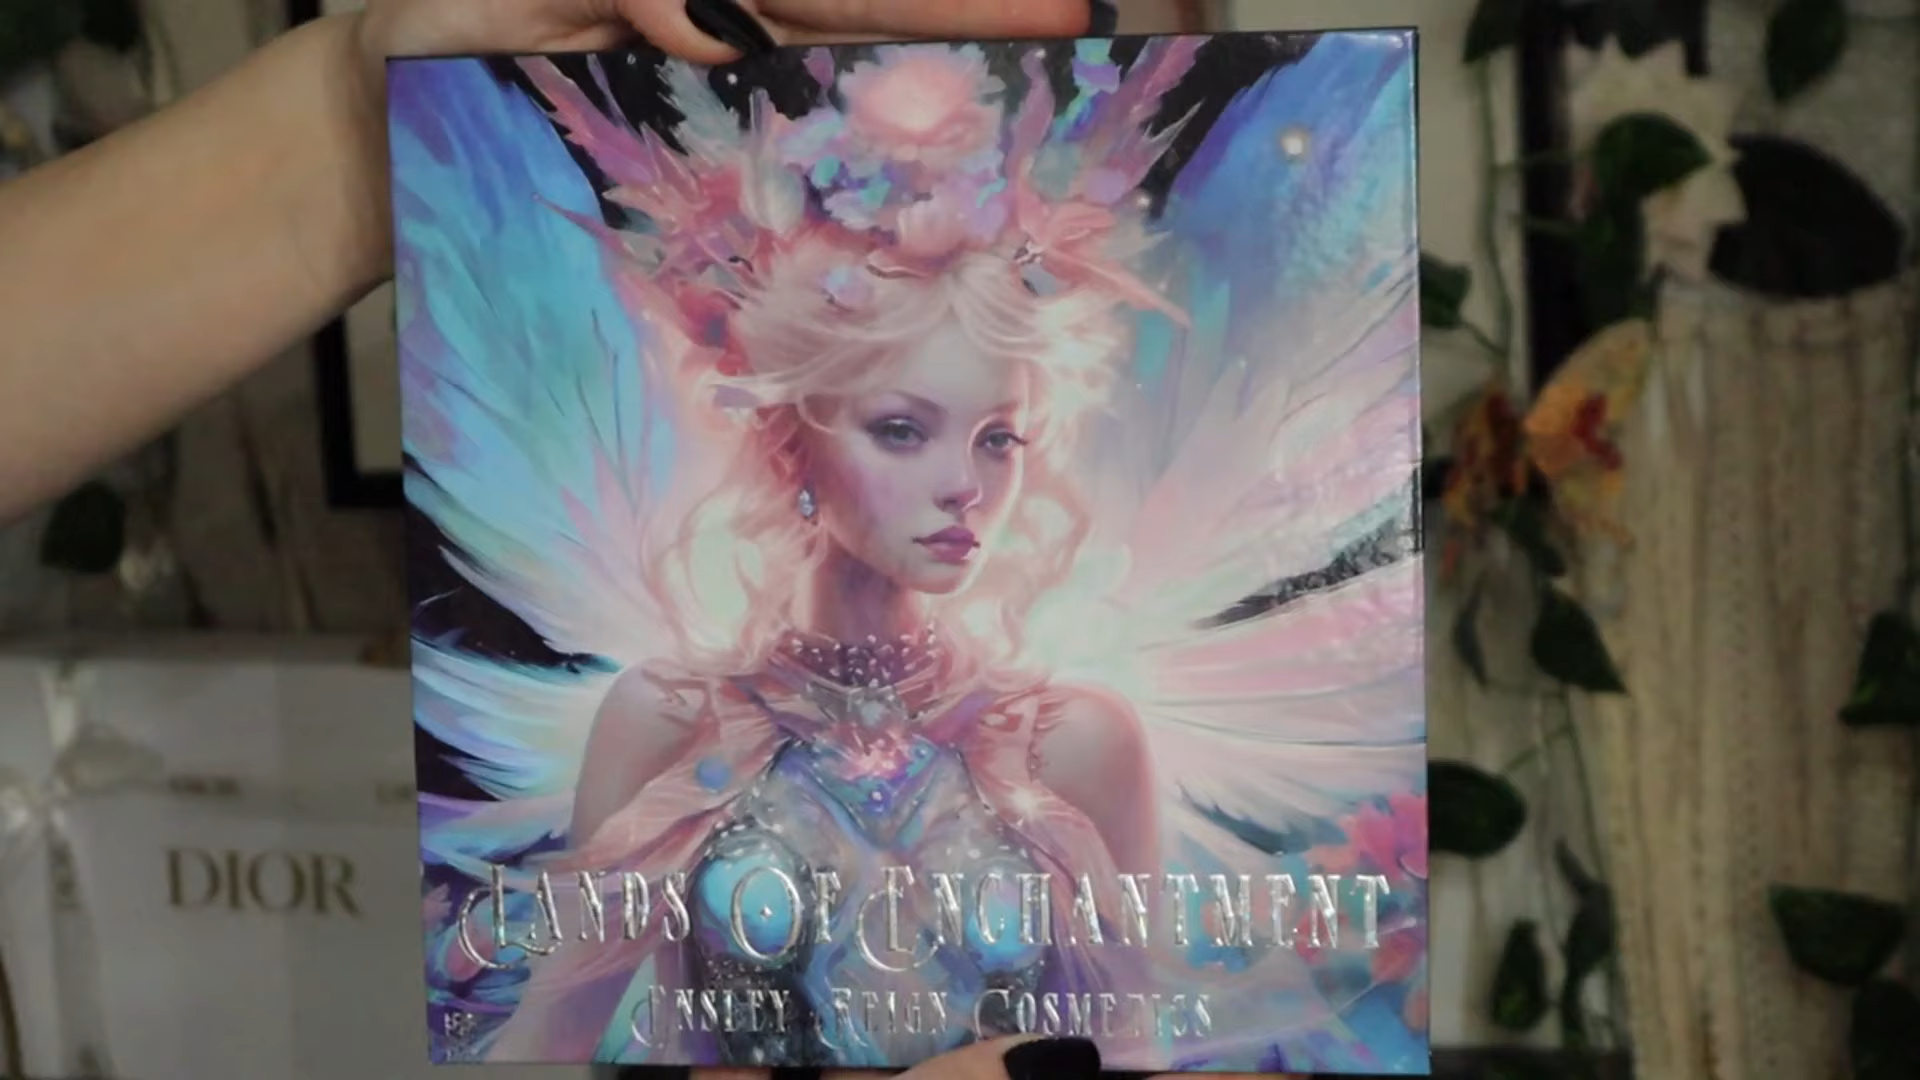 DIOR
LANDS OF ENCHANTMENT
ENSLEY REIGN COSMETICS